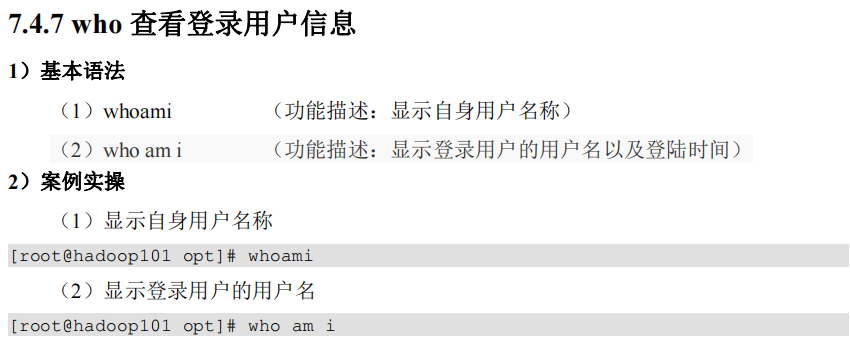 7.4.7 who 查看登录用户信息
1）基本语法
（1）whoami （功能描述：显示自身用户名称）
（2）who am i （功能描述：显示登录用户的用户名以及登陆时间）
2）案例实操
（1）显示自身用户名称
[root@hadoop101 opt]# whoami
（2）显示登录用户的用户名
[root@hadoop101 opt]# who am i